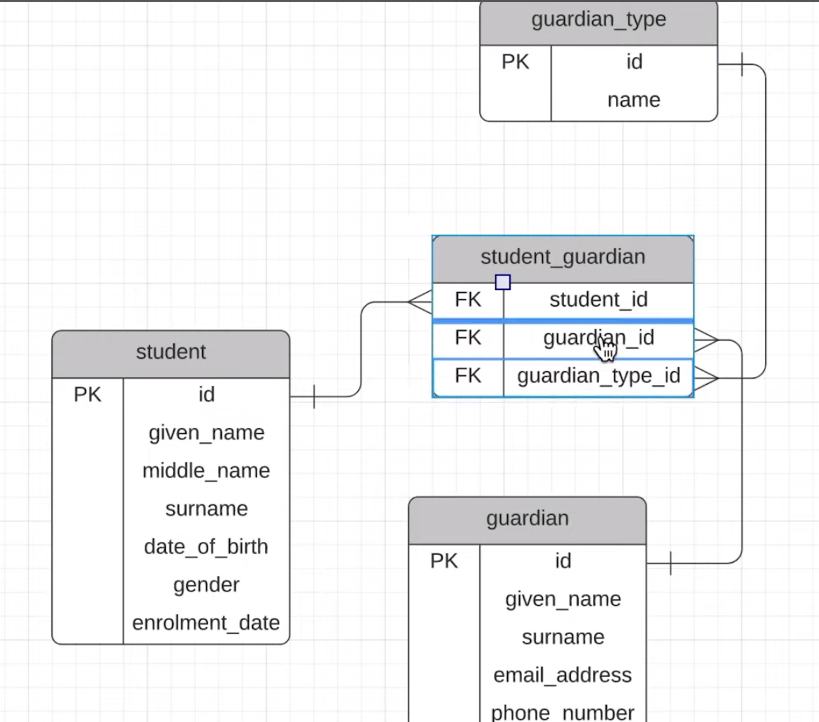 guardian_type
PK id
name
student_guardian
FK student_id
FK guardian_id
FK guardian_type_id
student
PK id
given_name
middle_name
surname
date_of_birth
gender
enrolment_date
guardian
PK id
given_name
surname
email_address
phone_number